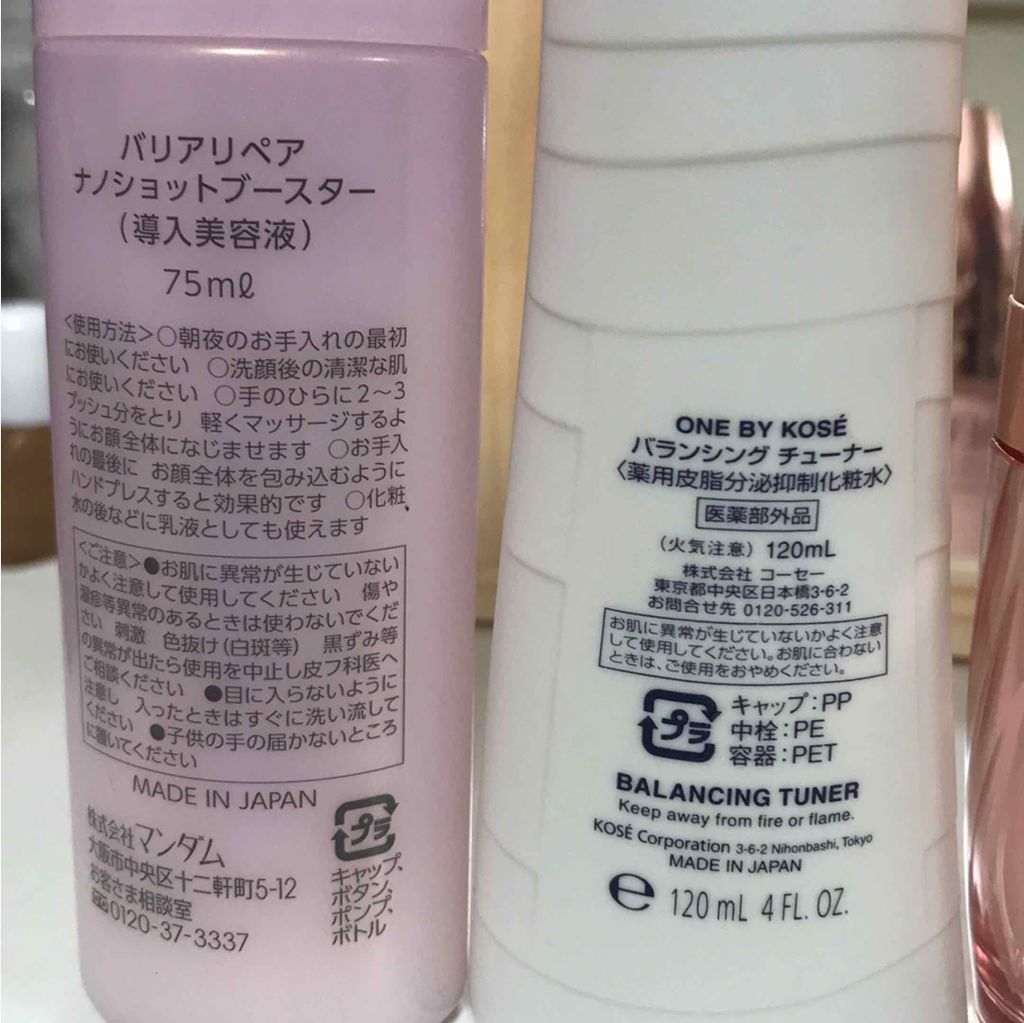 バリアリペア
ナノショットブースター
(導入美容液)
75mℓ
<使用方法>○朝夜のお手入れの最初
にお使いください ○洗顔後の清潔な肌
にお使いください ○手のひらに2~3
プッシュ分をとり 軽くマッサージするよ
うにお顔全体になじませます ○お手入
れの最後に お顔全体を包み込むように
ハンドプレスすると効果的です ○化粧
水の後などに乳液としても使えます
<ご注意>●お肌に異常が生じていない
かよく注意して使用してください 傷や
湿疹等異常のあるときは使わないでくだ
さい 刺激 色抜け(白斑等) 黒ずみ等
の異常が出たら使用を中止し皮フ科医へ
ご相談ください ●目に入らないように
注意し 入ったときはすぐに洗い流して
ください ●子供の手の届かないところ
に置いてください
MADE IN JAPAN
株式会社マンダム
大阪市中央区十二軒町5-12
お客さま相談室
0120-37-3337
プラ
キャップ、
ボタン、
ポンプ、
ボトル
ONE BY KOSÉ
バランシング チューナー
〈薬用皮脂分泌抑制化粧水〉
医薬部外品
(火気注意) 120mL
株式会社 コーセー
東京都中央区日本橋3-6-2
お問合せ先 0120-526-311
お肌に異常が生じていないかよく注意
して使用してください。お肌に合わない
ときは、ご使用をおやめください。
プラ
キャップ:PP
中栓:PE
容器:PET
BALANCING TUNER
Keep away from fire or flame.
KOSÉ Corporation 3-6-2 Nihonbashi, Tokyo
MADE IN JAPAN
℮ 120 mL 4 FL. OZ.